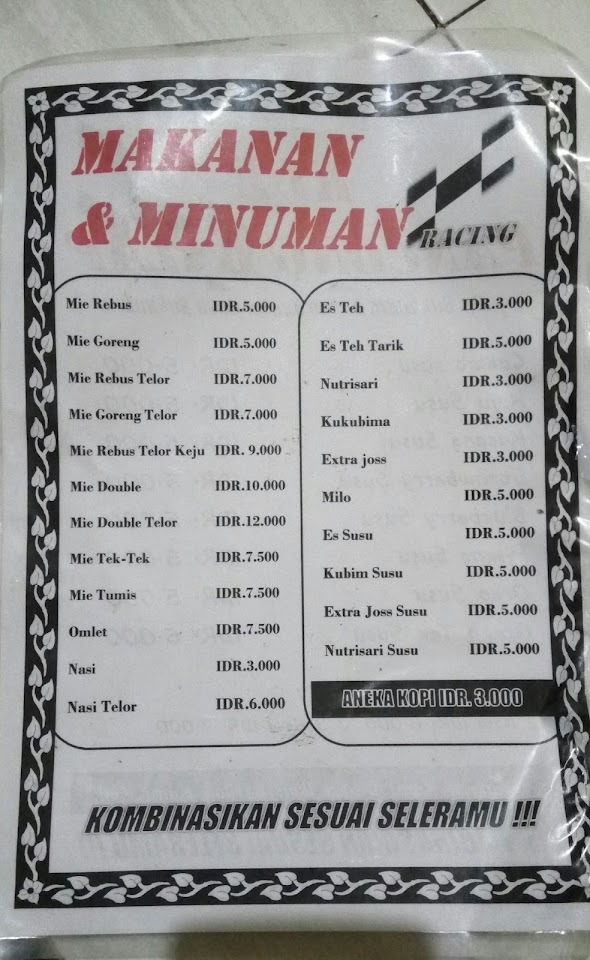 MAKANAN
& MINUMAN
RACING
Mie Rebus IDR.5.000
Mie Goreng IDR.5.000
Mie Rebus Telor IDR.7.000
Mie Goreng Telor IDR.7.000
Mie Rebus Telor Keju IDR. 9.000
Mie Double IDR.10.000
Mie Double Telor IDR.12.000
Mie Tek-Tek IDR.7.500
Mie Tumis IDR.7.500
Omlet IDR.7.500
Nasi IDR.3.000
Nasi Telor IDR.6.000
Es Teh IDR.3.000
Es Teh Tarik IDR.5.000
Nutrisari IDR.3.000
Kukubima IDR.3.000
Extra joss IDR.3.000
Milo IDR.5.000
Es Susu IDR.5.000
Kubim Susu IDR.5.000
Extra Joss Susu IDR.5.000
Nutrisari Susu IDR.5.000
ANEKA KOPI IDR. 3.000
KOMBINASIKAN SESUAI SELERAMU !!!